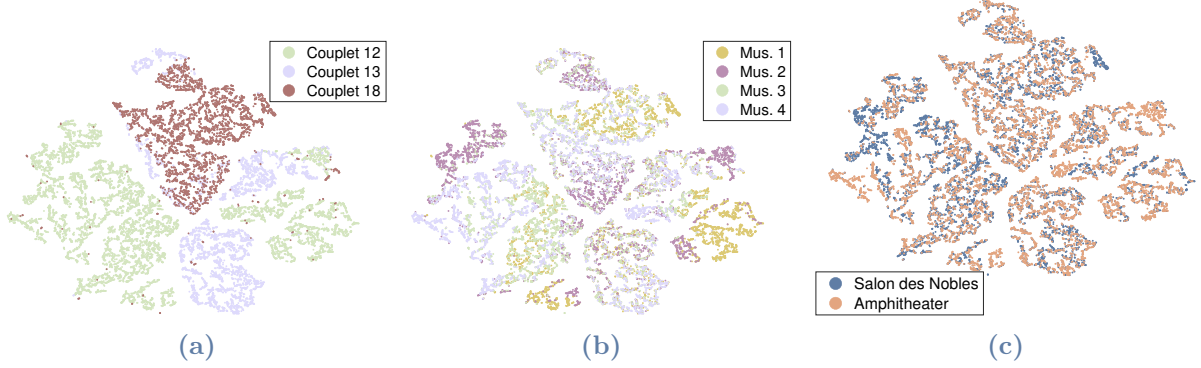 Couplet 12
Couplet 13
Couplet 18
(a)
Mus. 1
Mus. 2
Mus. 3
Mus. 4
(b)
Salon des Nobles
Amphitheater
(c)